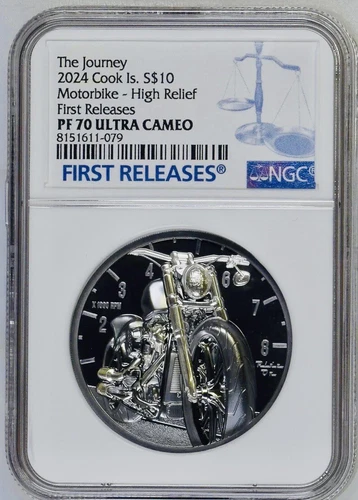 The Journey
2024 Cook Is. S$10
Motorbike - High Relief
First Releases
PF 70 ULTRA CAMEO
8151611-079
FIRST RELEASES®
NGC®
1
2
3
4
6
7
8
X 1000 RPM